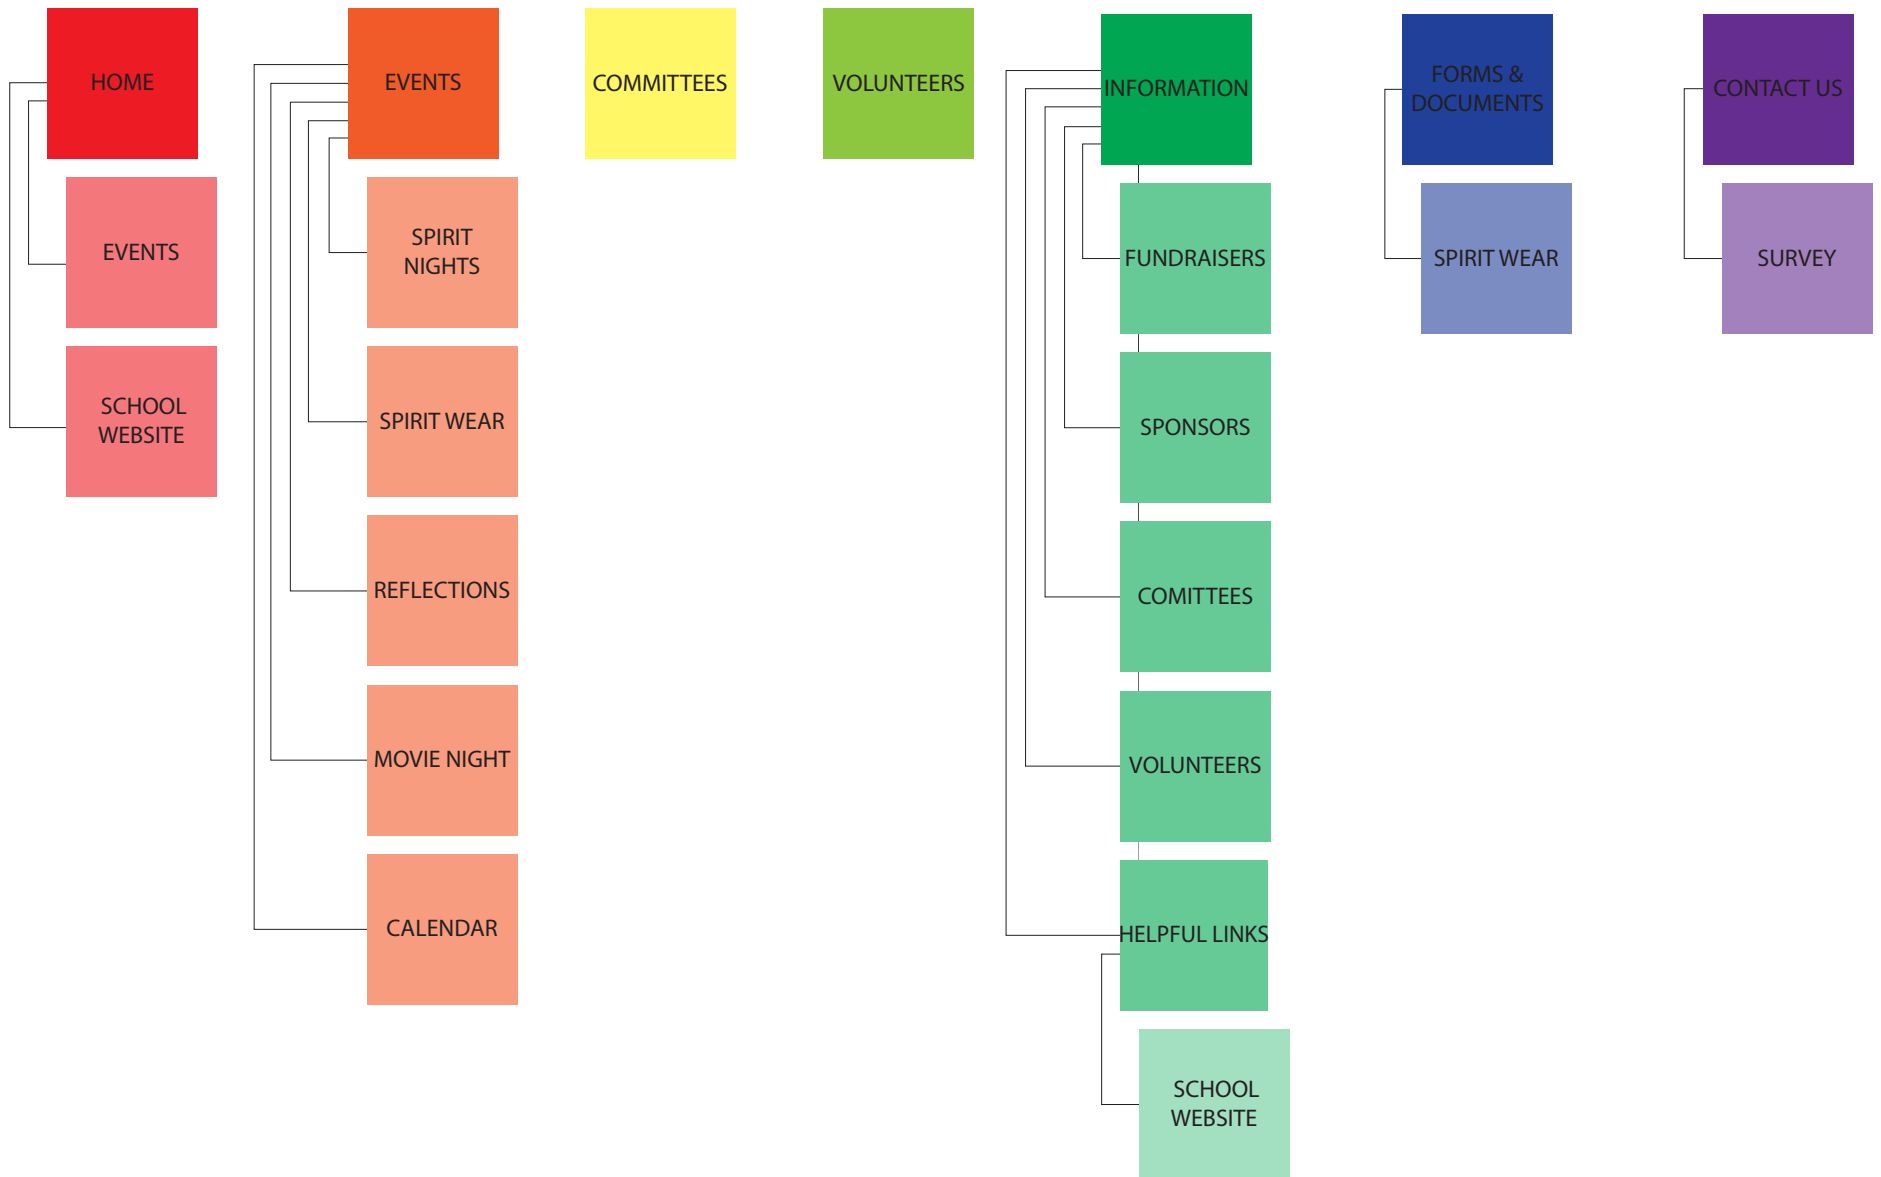 HOME
EVENTS
SCHOOL
WEBSITE
EVENTS
SPIRIT
NIGHTS
SPIRIT WEAR
REFLECTIONS
MOVIE NIGHT
CALENDAR
COMMITTEES
VOLUNTEERS
INFORMATION
FUNDRAISERS
SPONSORS
COMITTEES
VOLUNTEERS
HELPFUL LINKS
SCHOOL
WEBSITE
FORMS &
DOCUMENTS
SPIRIT WEAR
CONTACT US
SURVEY